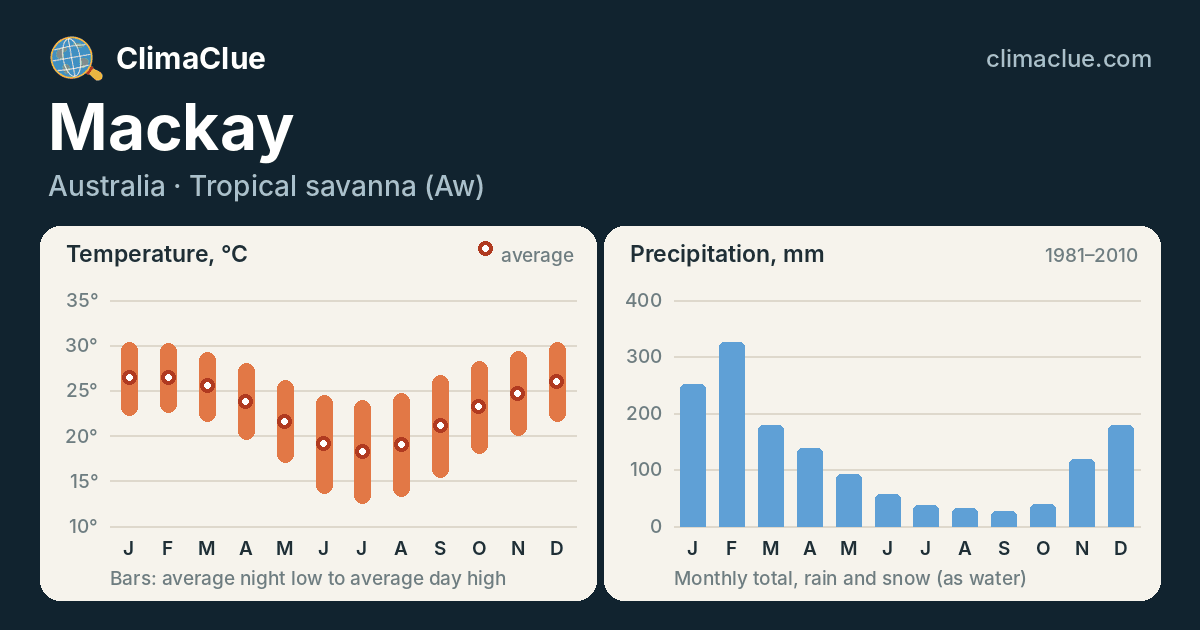 ClimaClue
climaclue.com
Mackay
Australia · Tropical savanna (Aw)
Temperature, °C
average
35°
30°
25°
20°
15°
10°
J F M A M J J A S O N D
Bars: average night low to average day high
Precipitation, mm
1981–2010
400
300
200
100
0
J F M A M J J A S O N D
Monthly total, rain and snow (as water)